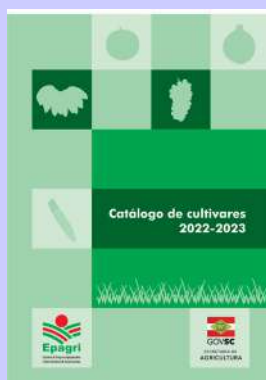 Catálogo de cultivares
2022-2023
Epagri
GOVSC
SECRETARIA DA
AGRICULTURA